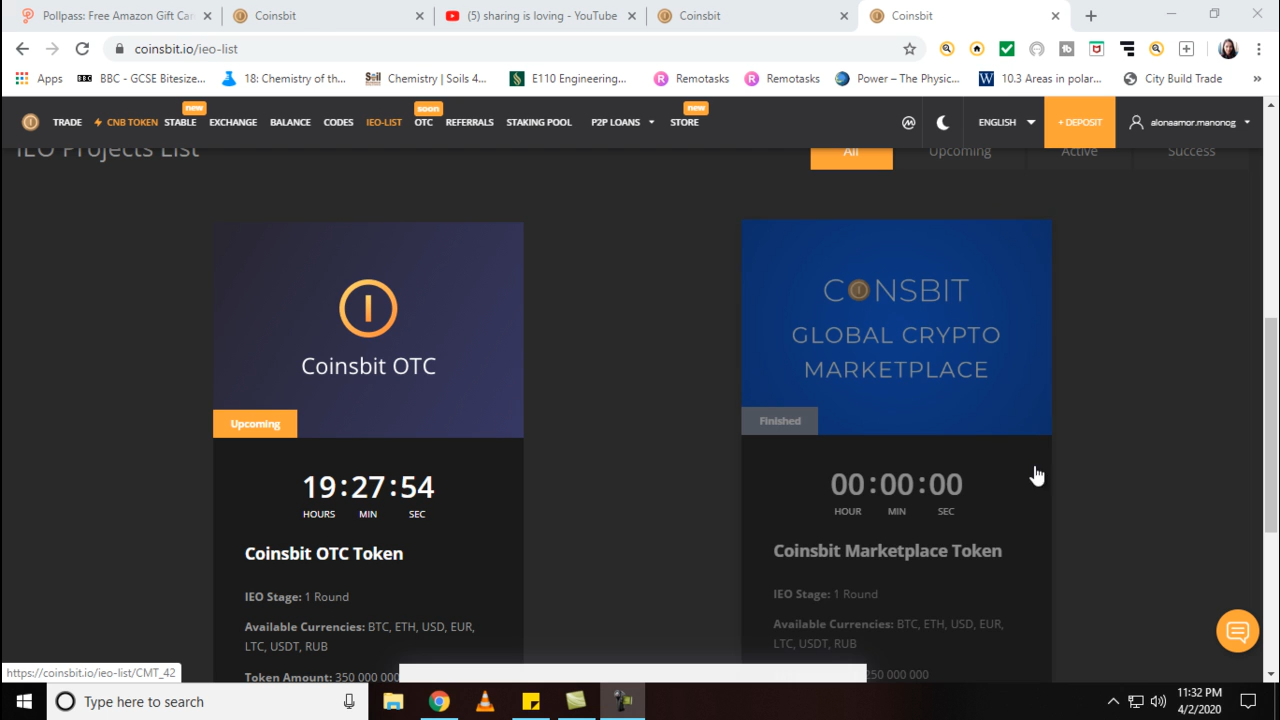 Pollpass: Free Amazon Gift Car
Coinsbit
(5) sharing is loving - YouTube
Coinsbit
Coinsbit
coinsbit.io/ieo-list
Apps
BBC - GCSE Bitesize...
18: Chemistry of th...
Chemistry | Soils 4...
E110 Engineering...
Remotasks
Remotasks
Power – The Physic...
10.3 Areas in polar...
City Build Trade
»
new
soon
new
TRADE
CNB TOKEN
STABLE
EXCHANGE
BALANCE
CODES
IEO-LIST
OTC
REFERRALS
STAKING POOL
P2P LOANS
STORE
ENGLISH
+ DEPOSIT
alonaamor.manonog
IEO Projects List
All
Upcoming
Active
Success
Coinsbit OTC
Upcoming
19:27:54
HOURS MIN SEC
Coinsbit OTC Token
IEO Stage: 1 Round
Available Currencies: BTC, ETH, USD, EUR,
LTC, USDT, RUB
Token Amount: 350 000 000
COINSBIT
GLOBAL CRYPTO
MARKETPLACE
Finished
00:00:00
HOUR MIN SEC
Coinsbit Marketplace Token
IEO Stage: 1 Round
Available Currencies: BTC, ETH, USD, EUR,
LTC, USDT, RUB
250 000 000
https://coinsbit.io/ieo-list/CMT_42
Type here to search
11:32 PM
4/2/2020